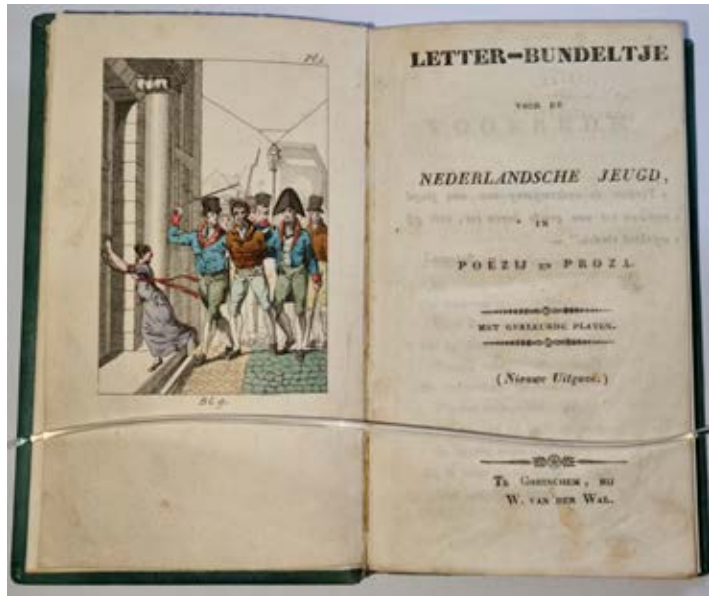 Pl. 1.
Bl. 9.
LETTER-BUNDELTJE
VOOR DE
NEDERLANDSCHE JEUGD,
IN
POËZIJ EN PROZA.
MET GEKLEURDE PLATEN.
(Nieuwe Uitgave.)
TE GORINCHEM, BIJ
W. VAN DER WAL.